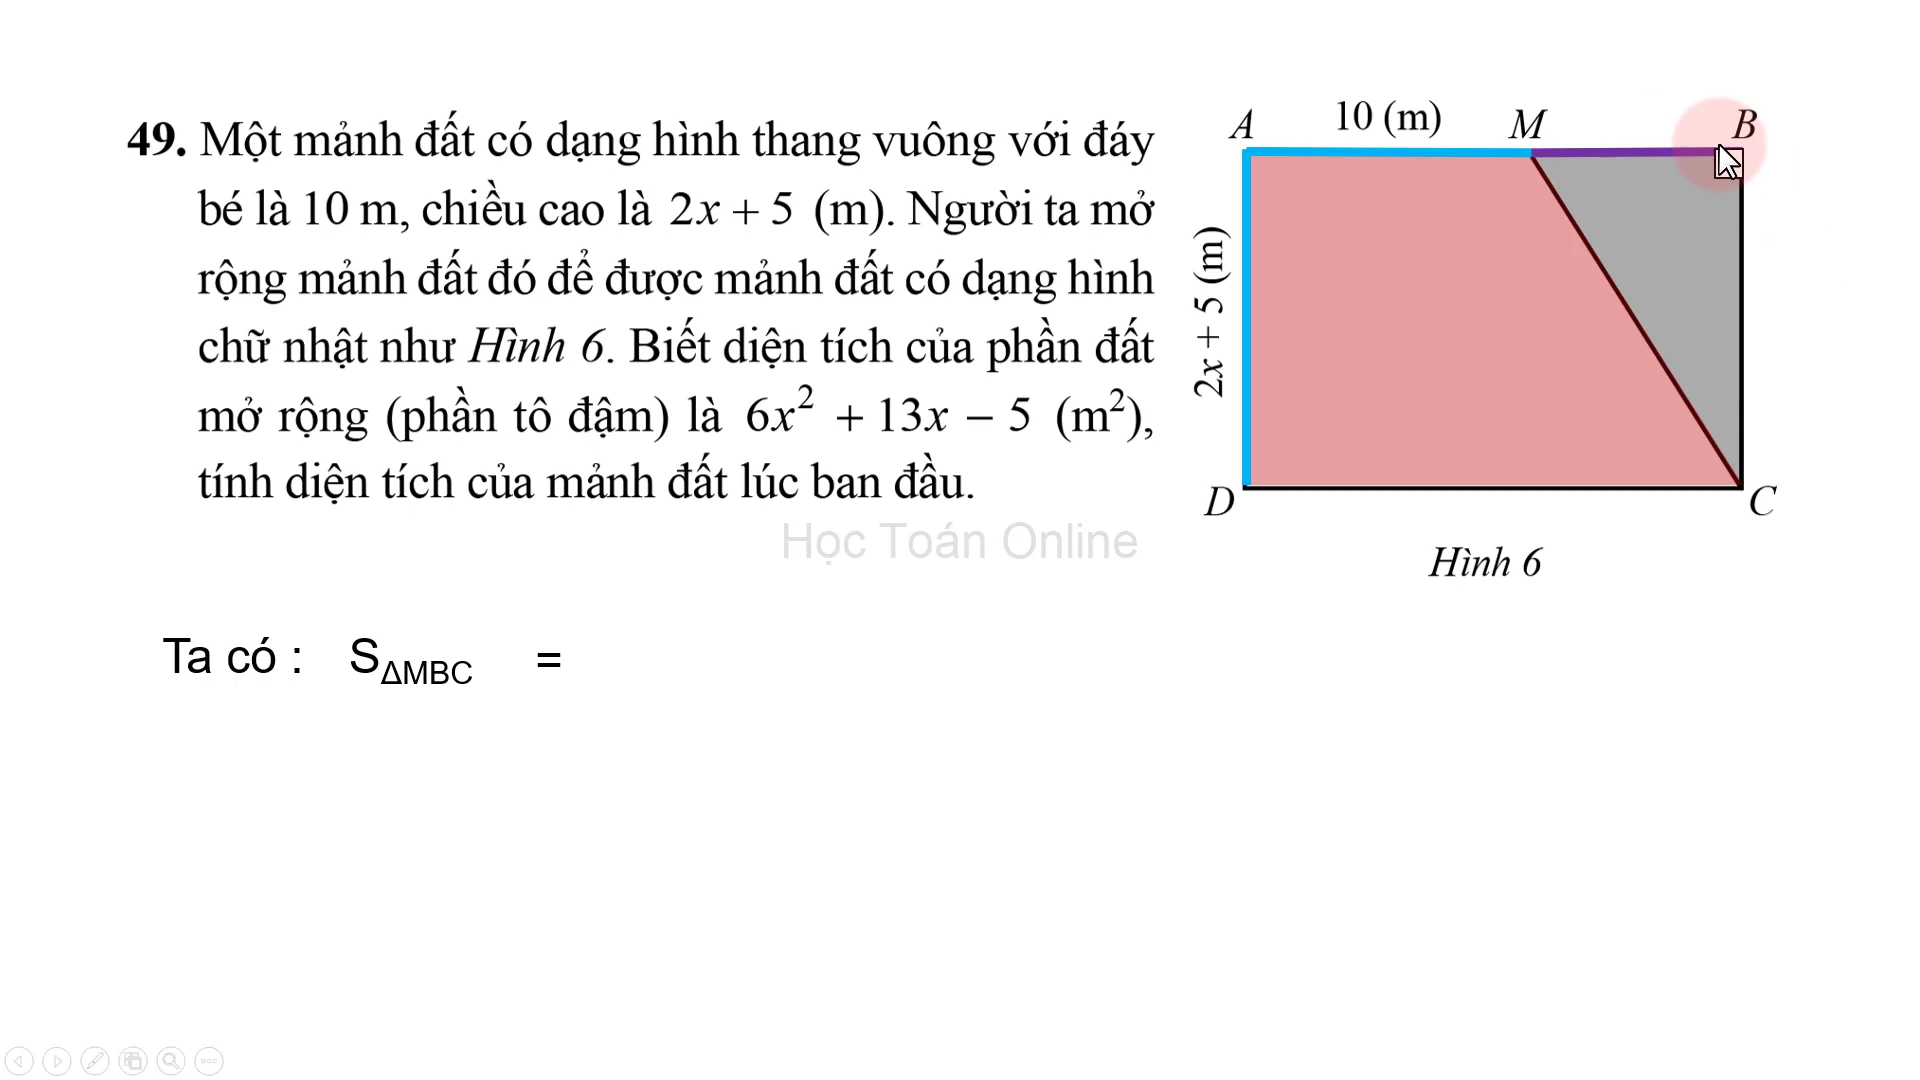 49. Một mảnh đất có dạng hình thang vuông với đáy
bé là 10 m, chiều cao là 2x + 5 (m). Người ta mở
rộng mảnh đất đó để được mảnh đất có dạng hình
chữ nhật như Hình 6. Biết diện tích của phần đất
mở rộng (phần tô đậm) là 6x² + 13x − 5 (m²),
tính diện tích của mảnh đất lúc ban đầu.
A 10 (m) M B
2x + 5 (m)
D C
Hình 6
Học Toán Online
Ta có : S∆MBC =